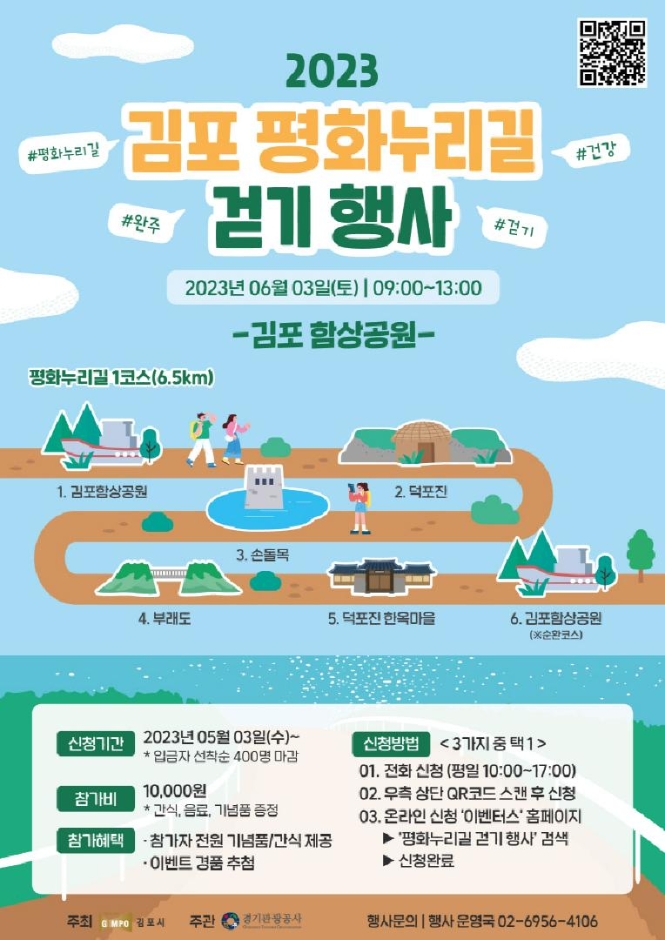 2023
김포 평화누리길
걷기 행사
#평화누리길
#건강
#완주
#걷기
2023년 06월 03일(토) | 09:00~13:00
-김포 함상공원-
평화누리길 1코스(6.5km)
1. 김포함상공원
2. 덕포진
3. 손돌목
4. 부래도
5. 덕포진 한옥마을
6. 김포함상공원
(※순환코스)
신청기간
2023년 05월 03일(수)~
* 입금자 선착순 400명 마감
참가비
10,000원
* 간식, 음료, 기념품 증정
참가혜택
· 참가자 전원 기념품/간식 제공
· 이벤트 경품 추첨
신청방법 < 3가지 중 택1 >
01. 전화 신청 (평일 10:00~17:00)
02. 우측 상단 QR코드 스캔 후 신청
03. 온라인 신청 '이벤터스' 홈페이지
▶ '평화누리길 걷기 행사' 검색
▶ 신청완료
주최 GIMPO 김포시 주관 경기관광공사 행사문의 | 행사 운영국 02-6956-4106